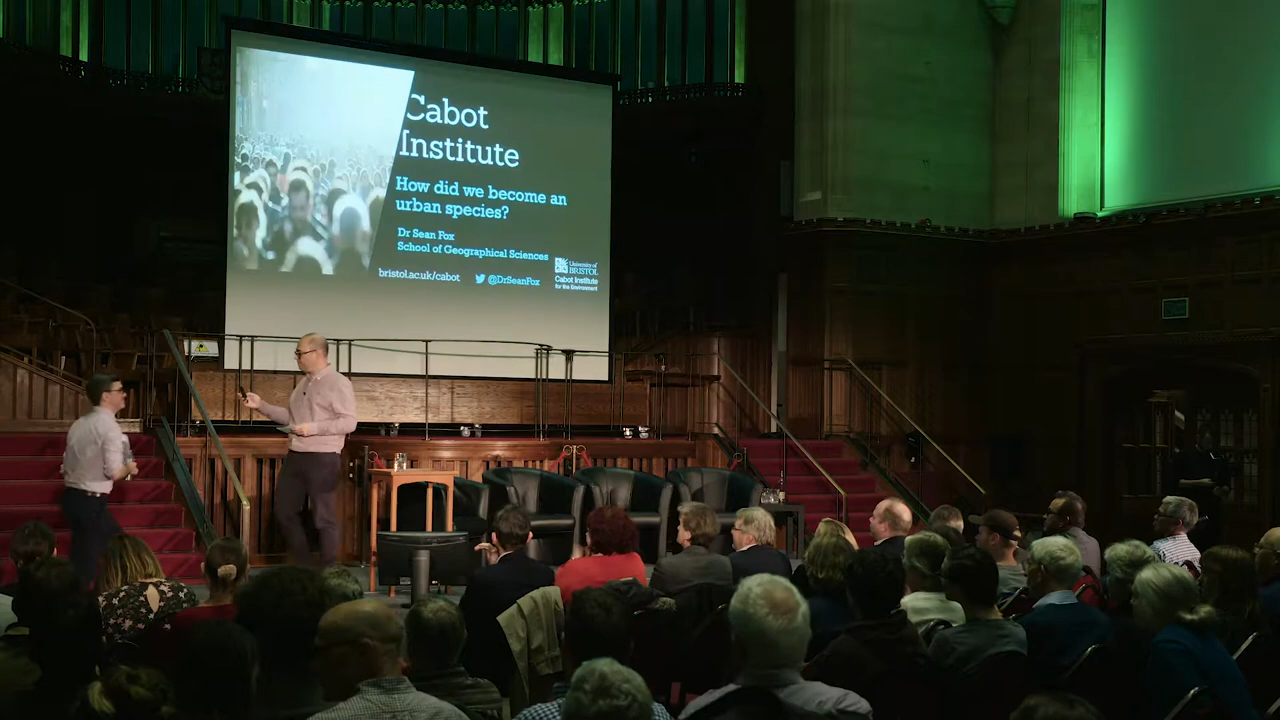 Cabot
Institute
How did we become an
urban species?
Dr Sean Fox
School of Geographical Sciences
bristol.ac.uk/cabot
@DrSeanFox
University of
BRISTOL
Cabot Institute
for the Environment